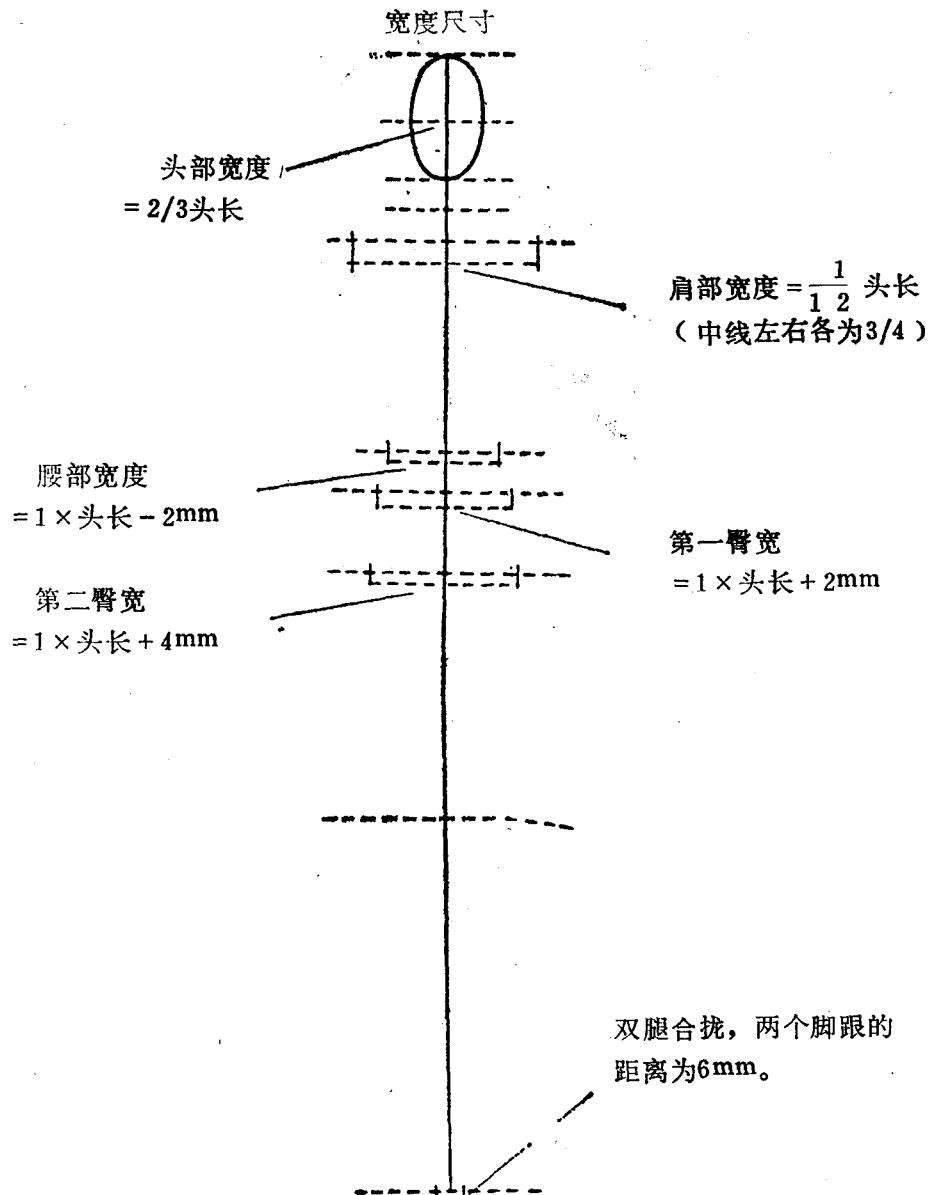 宽度尺寸
头部宽度
=2/3头长
肩部宽度=1/1 2 头长
(中线左右各为3/4)
腰部宽度
=1×头长-2mm
第一臀宽
=1×头长+2mm
第二臀宽
=1×头长+4mm
双腿合拢，两个脚跟的
距离为6mm。